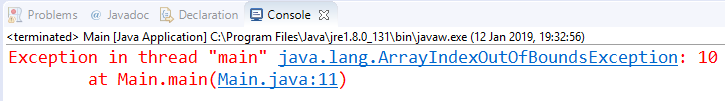 Problems @ Javadoc Declaration Console
<terminated> Main [Java Application] C:\Program Files\Java\jre1.8.0_131\bin\javaw.exe (12 Jan 2019, 19:32:56)
Exception in thread "main" java.lang.ArrayIndexOutOfBoundsException: 10
at Main.main(Main.java:11)